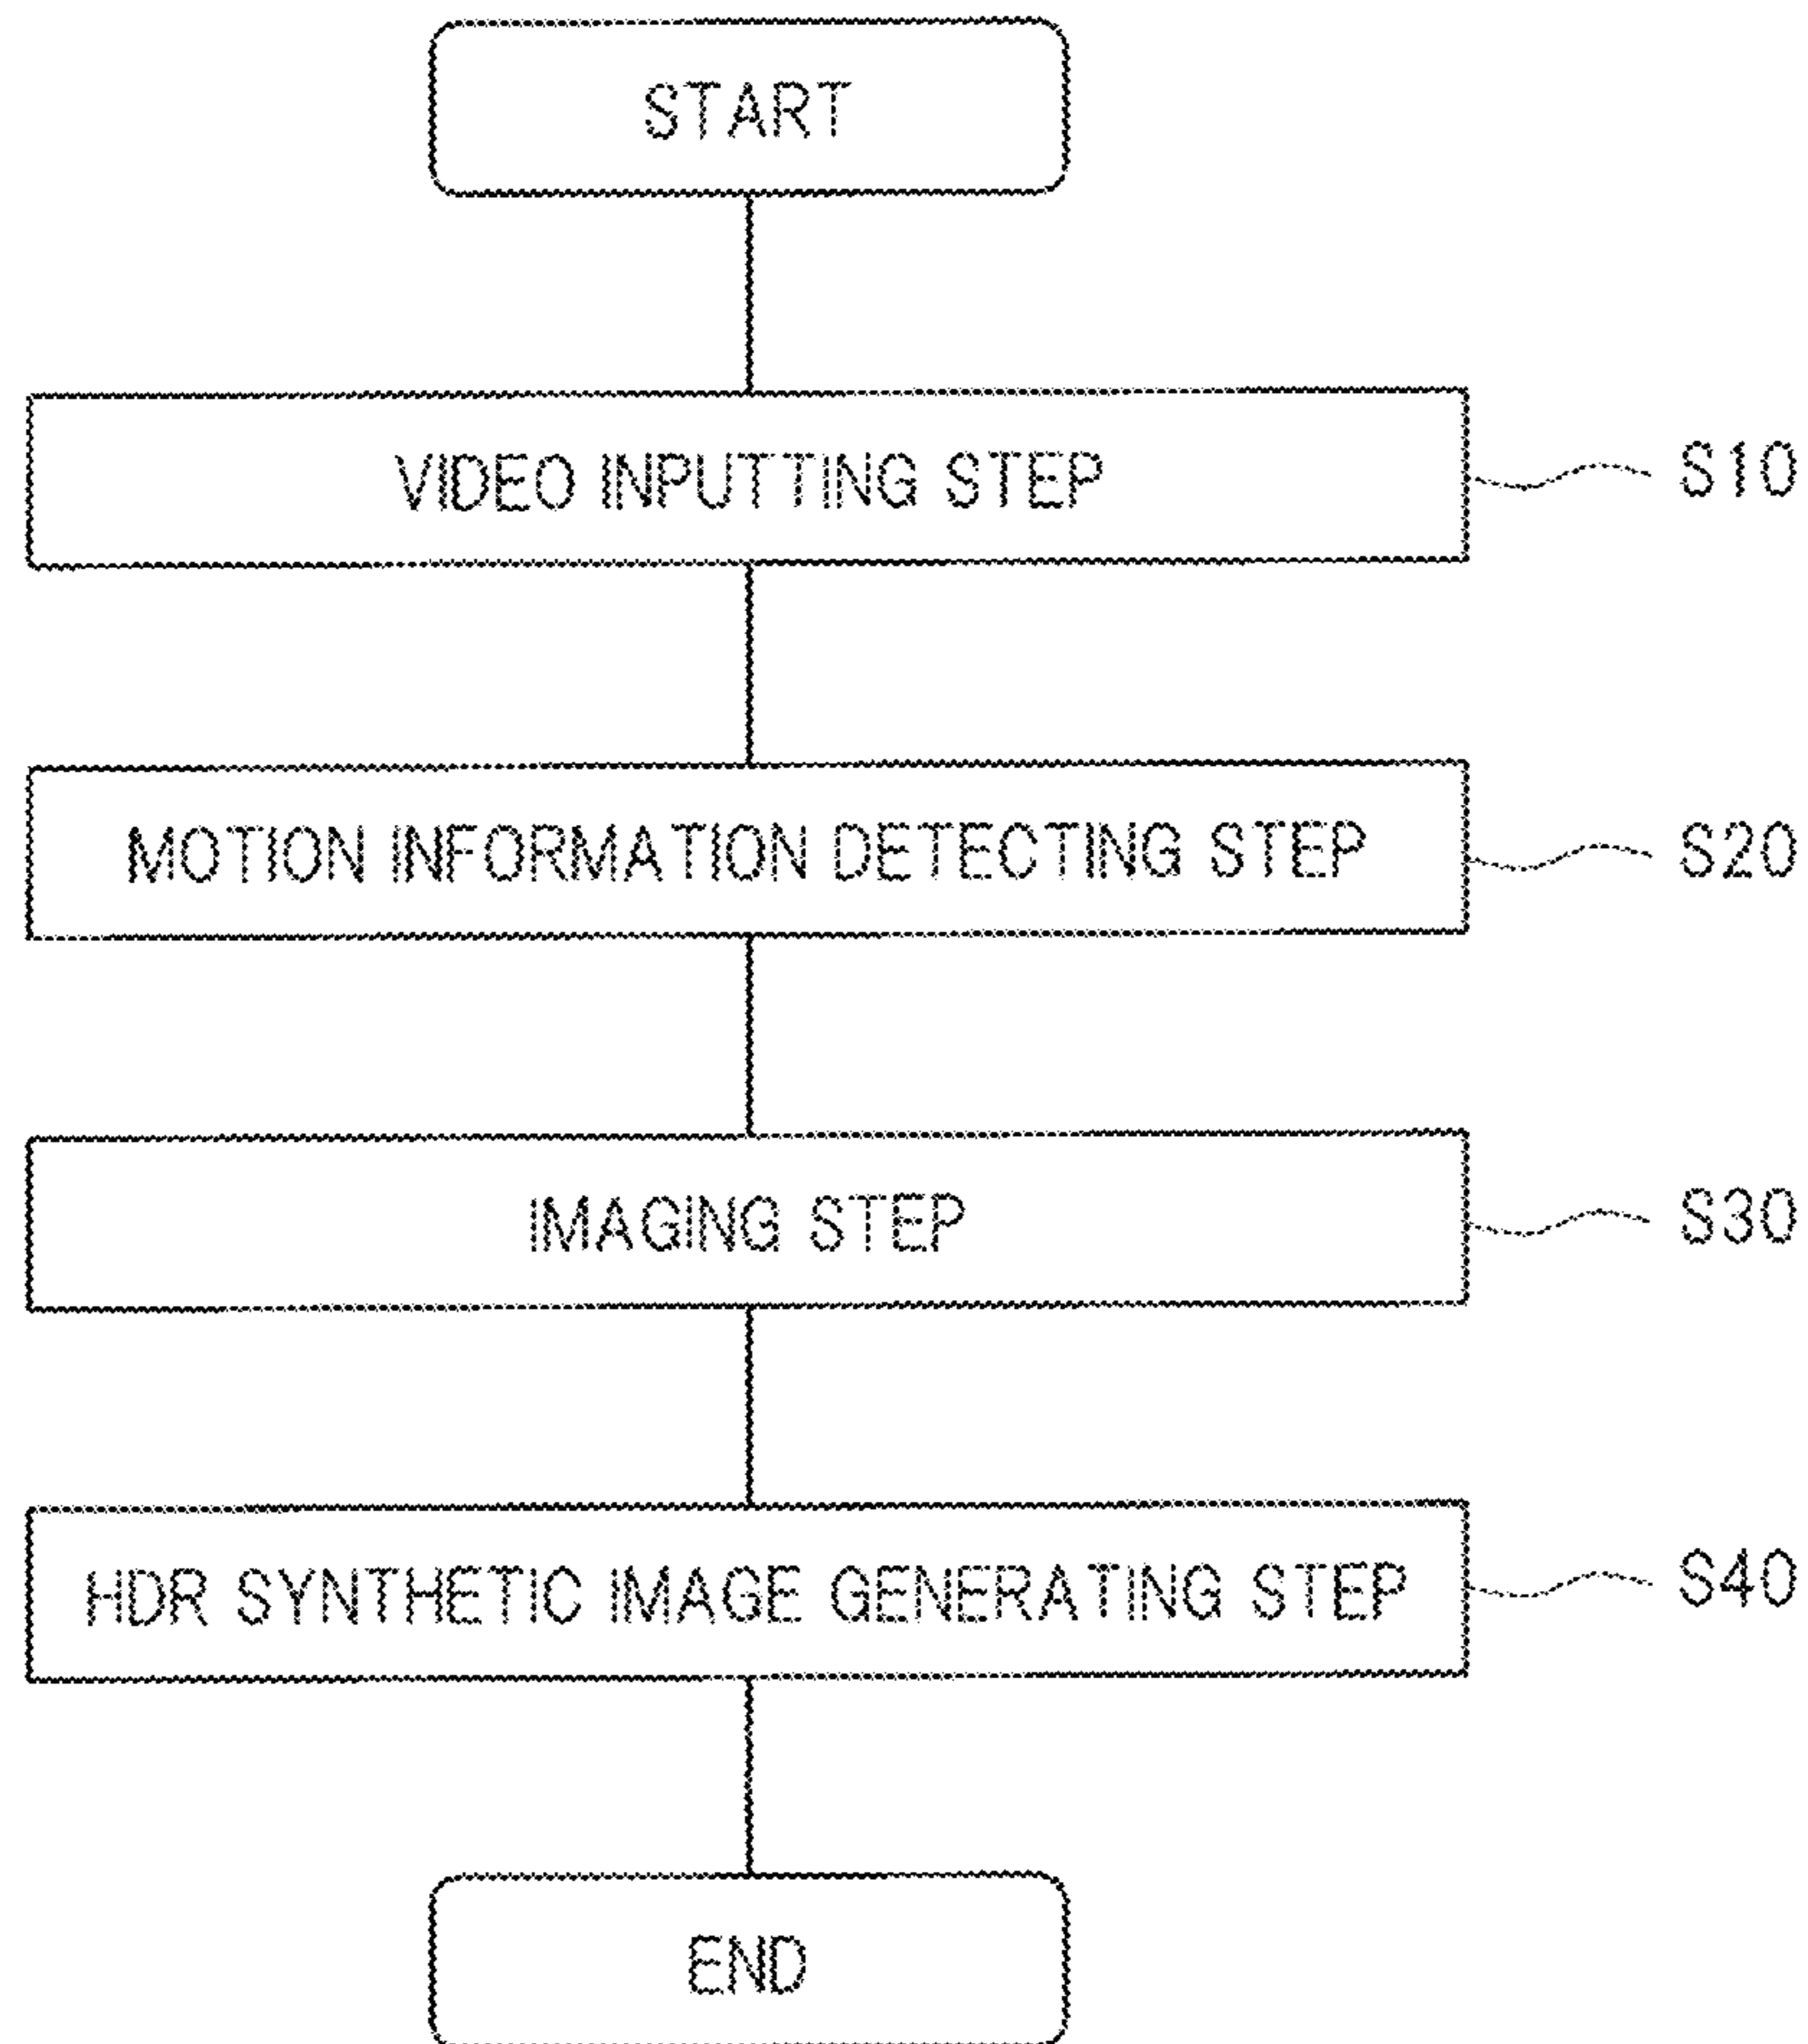 START
VIDEO INPUTTING STEP
S10
MOTION INFORMATION DETECTING STEP
S20
IMAGING STEP
S30
HDR SYNTHETIC IMAGE GENERATING STEP
S40
END